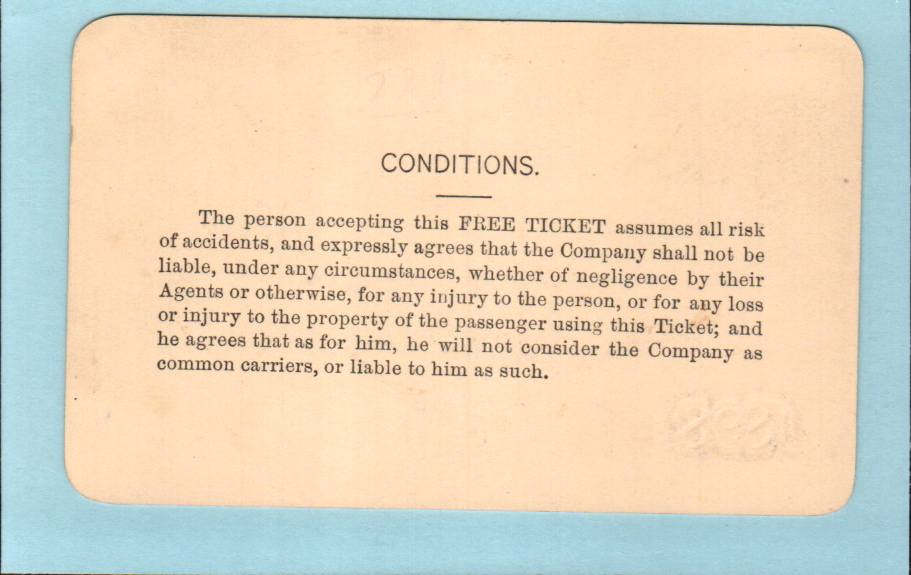 CONDITIONS.
The person accepting this FREE TICKET assumes all risk
of accidents, and expressly agrees that the Company shall not be
liable, under any circumstances, whether of negligence by their
Agents or otherwise, for any injury to the person, or for any loss
or injury to the property of the passenger using this Ticket; and
he agrees that as for him, he will not consider the Company as
common carriers, or liable to him as such.